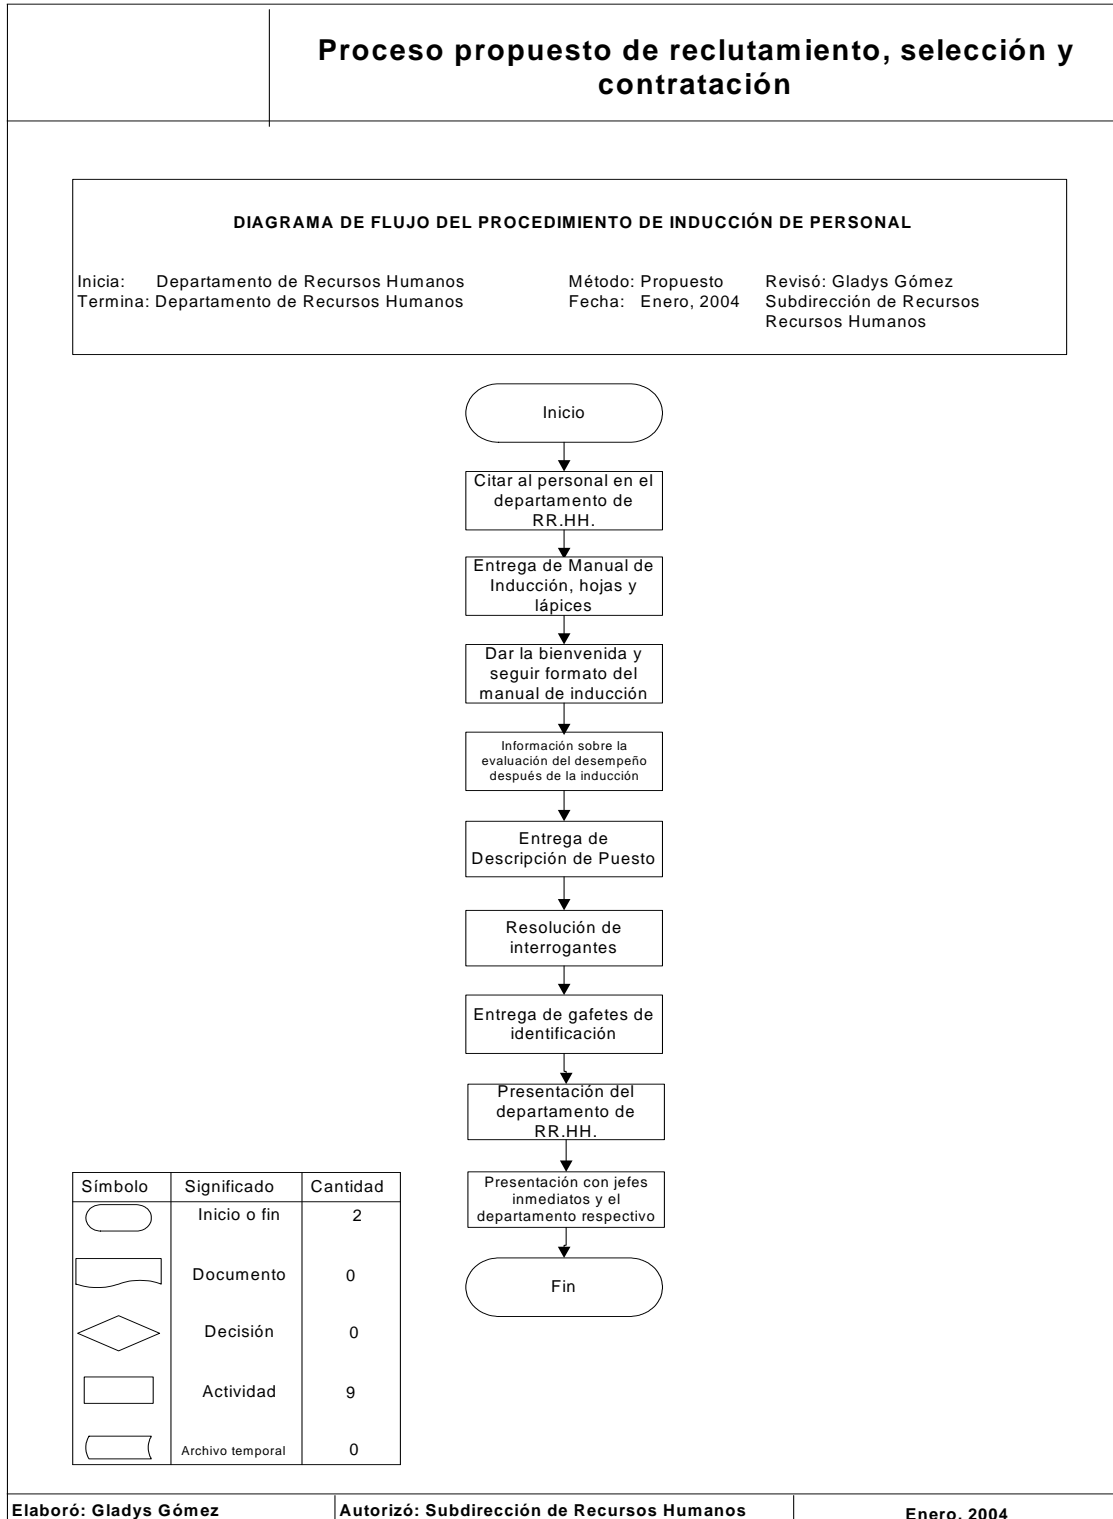 Proceso propuesto de reclutamiento, selección y
contratación
DIAGRAMA DE FLUJO DEL PROCEDIMIENTO DE INDUCCIÓN DE PERSONAL
Inicia: Departamento de Recursos Humanos
Termina: Departamento de Recursos Humanos
Método: Propuesto
Fecha: Enero, 2004
Revisó: Gladys Gómez
Subdirección de Recursos
Recursos Humanos
Inicio
Citar al personal en el
departamento de
RR.HH.
Entrega de Manual de
Inducción, hojas y
lápices
Dar la bienvenida y
seguir formato del
manual de inducción
Información sobre la
evaluación del desempeño
después de la inducción
Entrega de
Descripción de Puesto
Resolución de
interrogantes
Entrega de gafetes de
identificación
Presentación del
departamento de
RR.HH.
Presentación con jefes
inmediatos y el
departamento respectivo
Fin
Símbolo Significado Cantidad
Inicio o fin 2
Documento 0
Decisión 0
Actividad 9
Archivo temporal 0
Elaboró: Gladys Gómez
Autorizó: Subdirección de Recursos Humanos
Enero, 2004